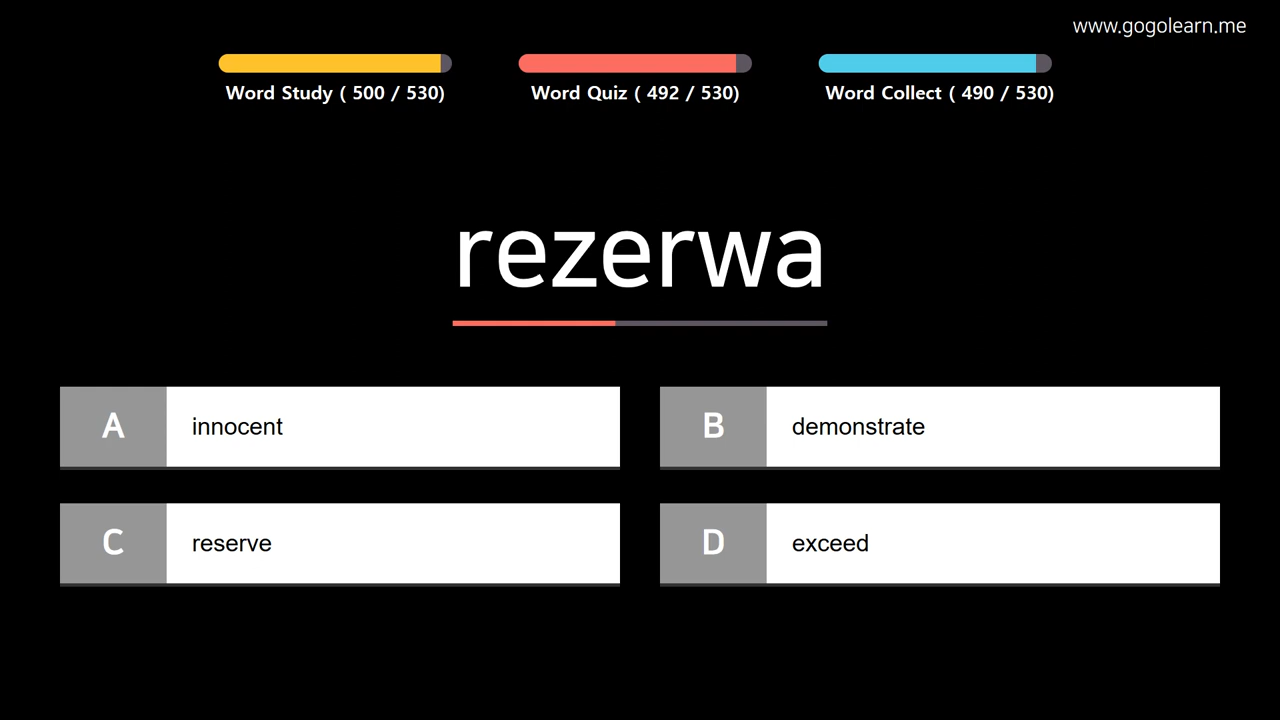 www.gogolearn.me
Word Study ( 500 / 530)
Word Quiz ( 492 / 530)
Word Collect ( 490 / 530)
rezerwa
A innocent
B demonstrate
C reserve
D exceed